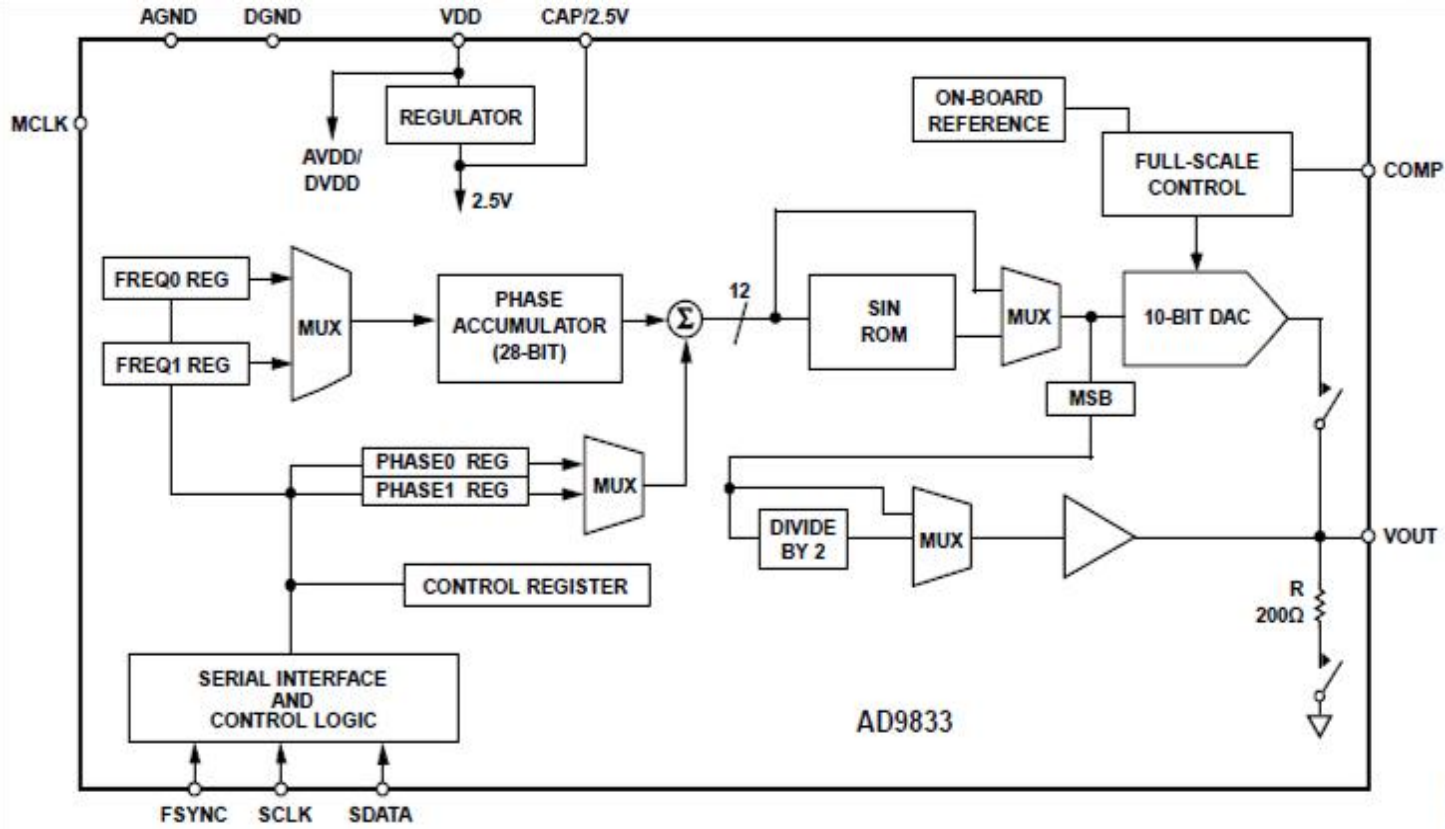 AGND
DGND
VDD
CAP/2.5V
MCLK
REGULATOR
AVDD/
DVDD
2.5V
ON-BOARD
REFERENCE
FULL-SCALE
CONTROL
COMP
FREQ0 REG
FREQ1 REG
MUX
PHASE
ACCUMULATOR
(28-BIT)
Σ
12
SIN
ROM
MUX
10-BIT DAC
MSB
PHASE0 REG
PHASE1 REG
MUX
DIVIDE
BY 2
MUX
VOUT
CONTROL REGISTER
R
200Ω
SERIAL INTERFACE
AND
CONTROL LOGIC
AD9833
FSYNC
SCLK
SDATA